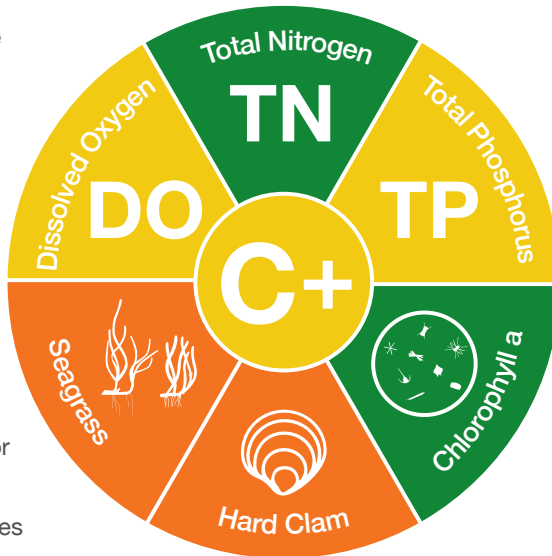 Total Nitrogen
TN
Total Phosphorus
TP
Chlorophyll a
Hard Clam
Seagrass
Dissolved Oxygen
DO
C+